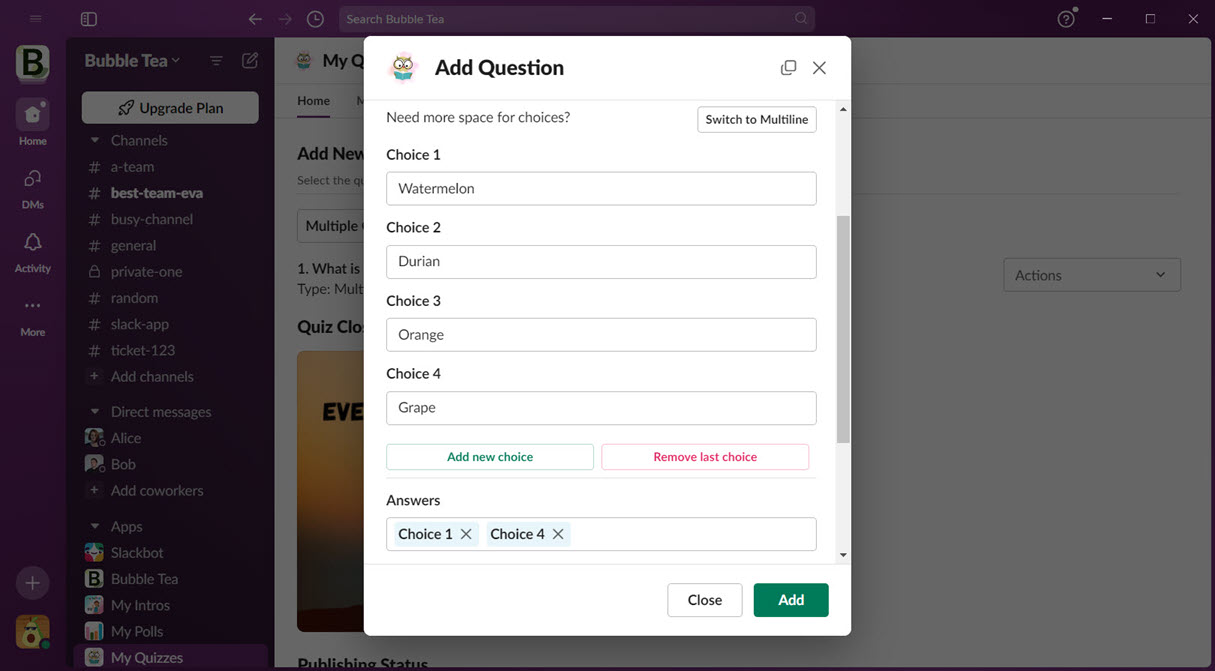 Search Bubble Tea
B
Home
DMs
Activity
More
Bubble Tea
Upgrade Plan
Channels
# a-team
# best-team-eva
# busy-channel
# general
private-one
# random
# slack-app
# ticket-123
+ Add channels
Direct messages
Alice
Bob
+ Add coworkers
Apps
Slackbot
B Bubble Tea
My Intros
My Polls
My Quizzes
My Q
Home
M
Add New
Select the qu
Multiple
1. What is
Type: Mult
Quiz Clo
EVE
Publishing Status
Actions
Add Question
Need more space for choices?
Switch to Multiline
Choice 1
Watermelon
Choice 2
Durian
Choice 3
Orange
Choice 4
Grape
Add new choice
Remove last choice
Answers
Choice 1
Choice 4
Close
Add